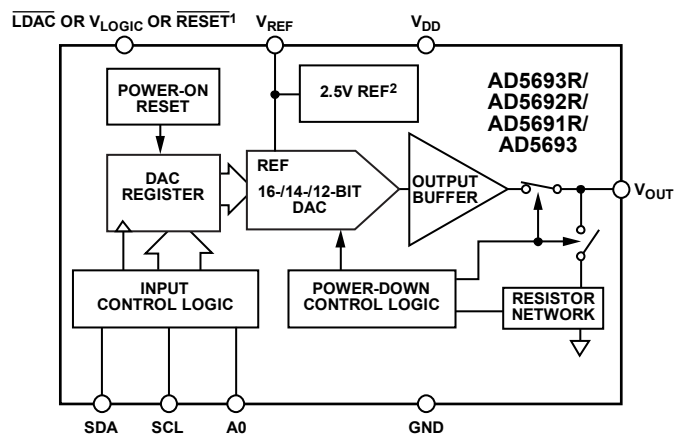 LDAC OR VLOGIC OR RESET1
VREF
VDD
POWER-ON
RESET
2.5V REF2
AD5693R/
AD5692R/
AD5691R/
AD5693
DAC
REGISTER
REF
16-/14-/12-BIT
DAC
OUTPUT
BUFFER
VOUT
INPUT
CONTROL LOGIC
POWER-DOWN
CONTROL LOGIC
RESISTOR
NETWORK
SDA
SCL
A0
GND